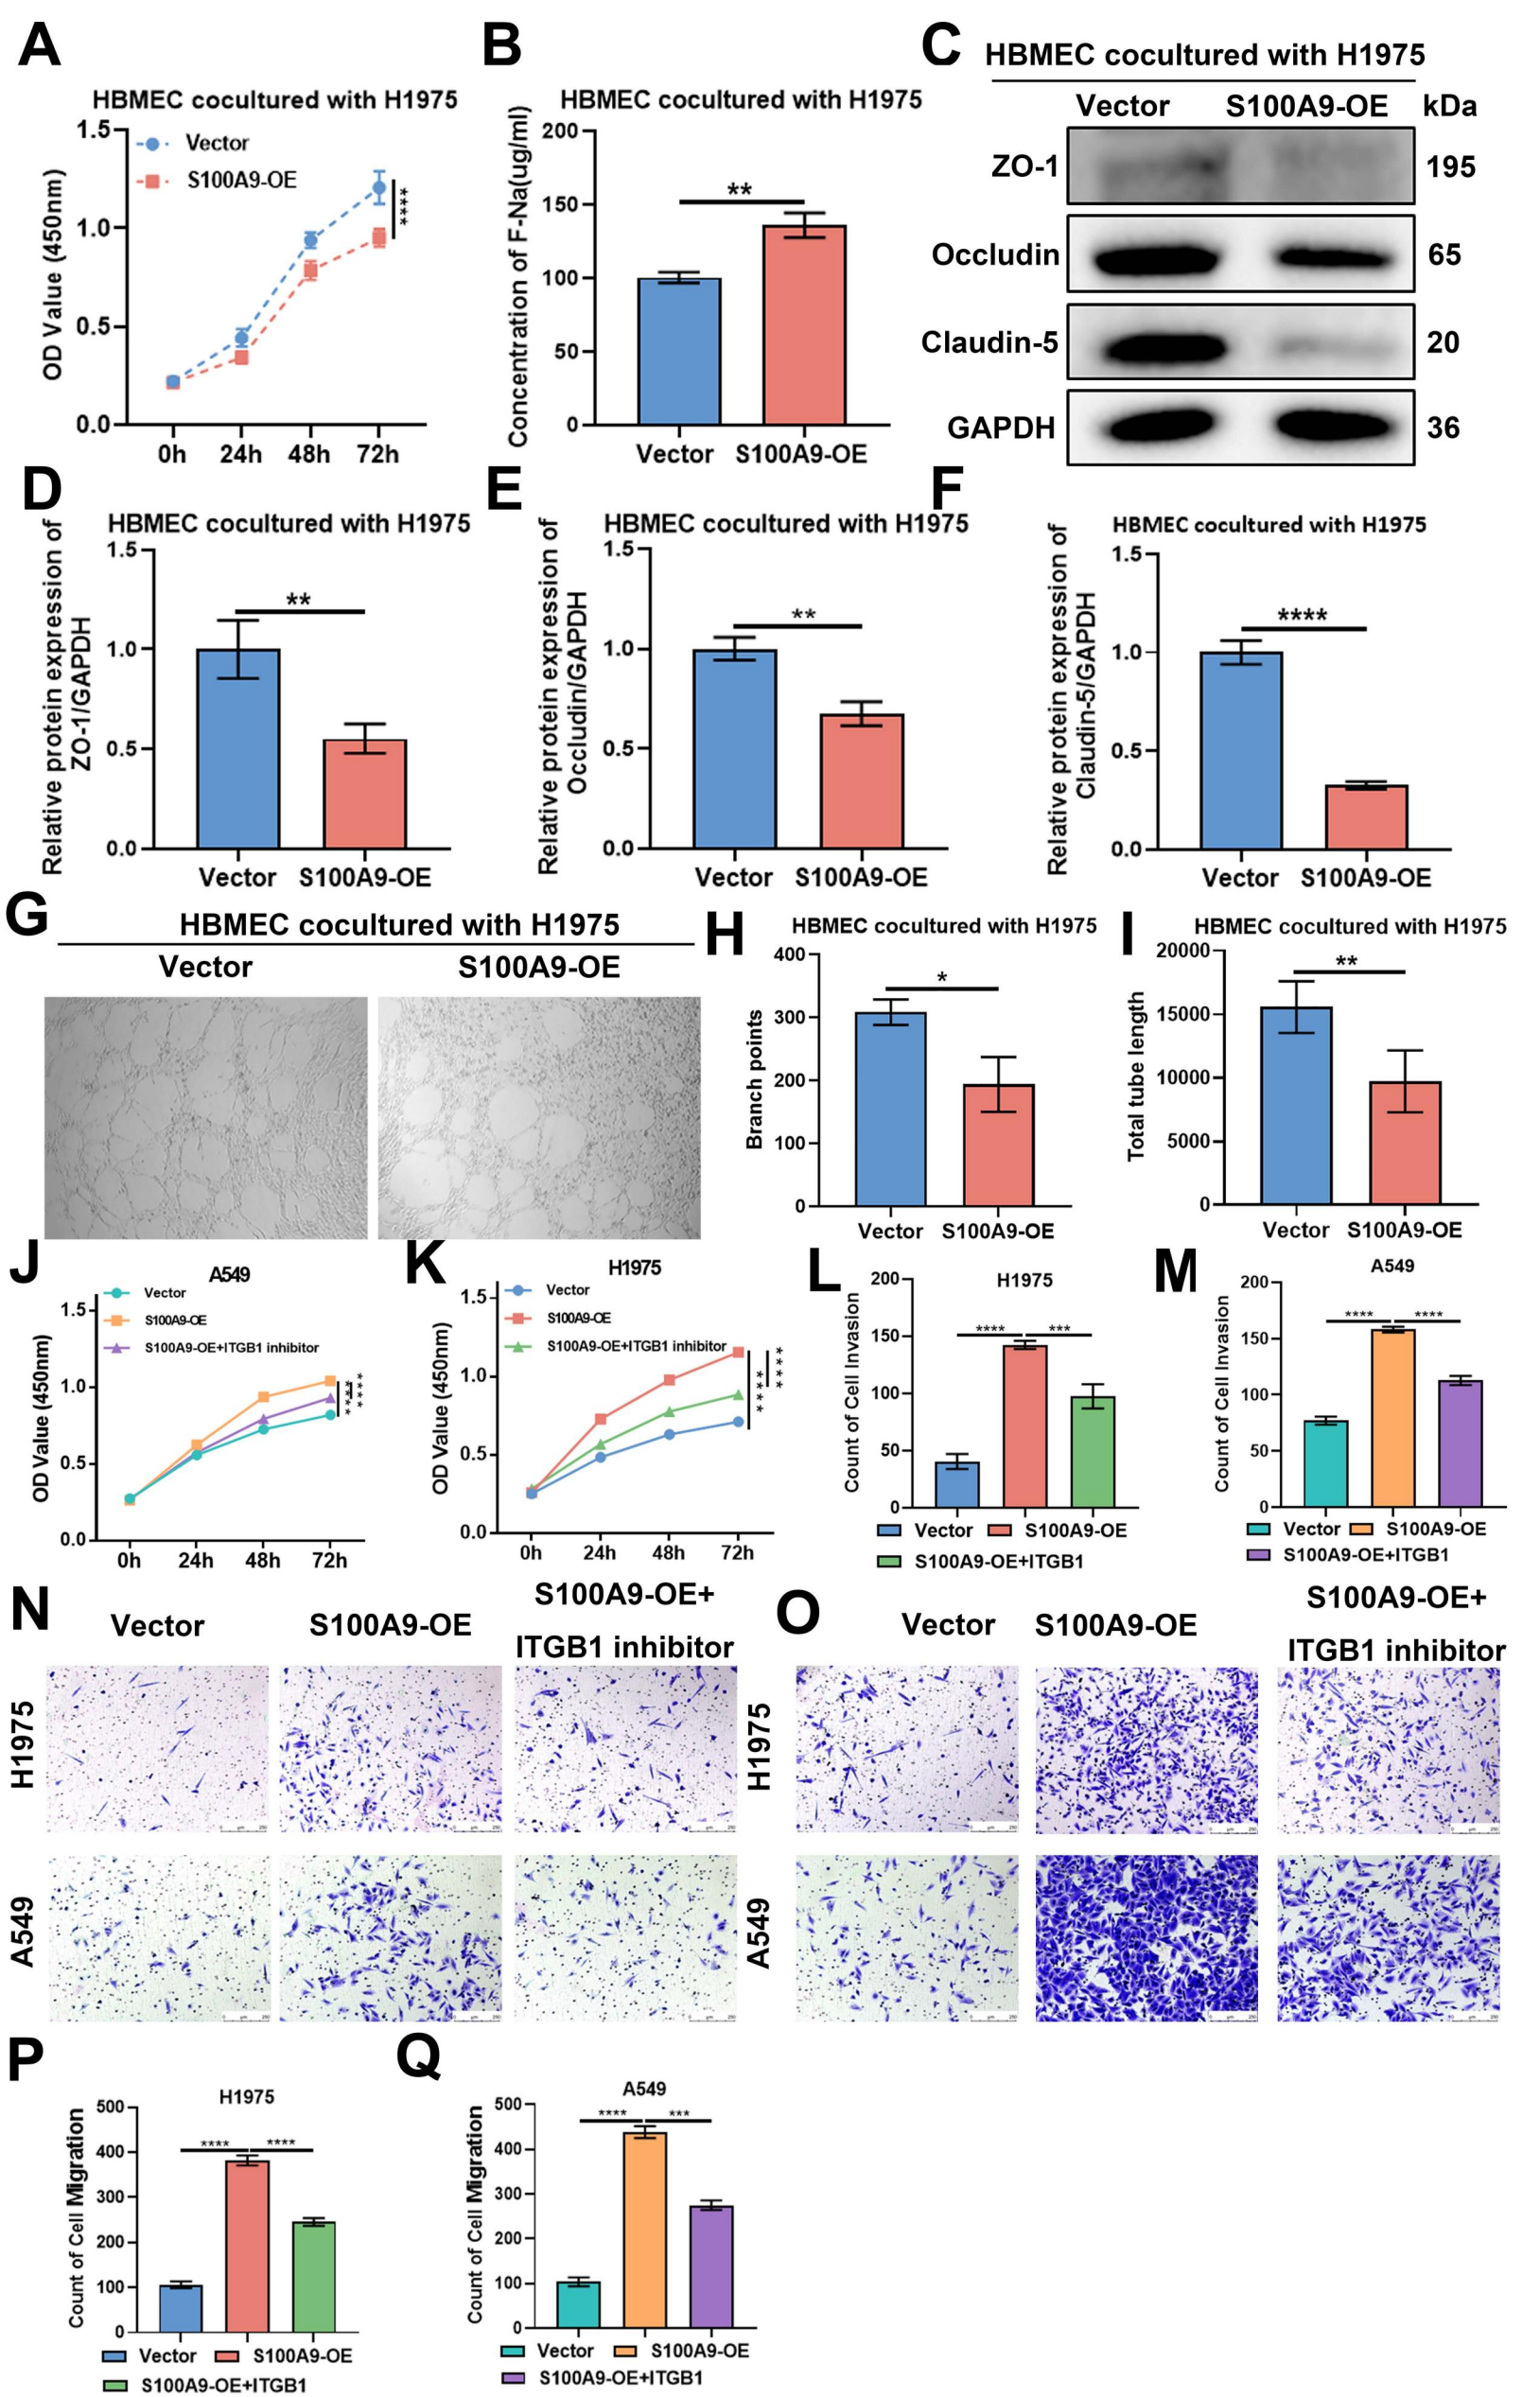 A
HBMEC cocultured with H1975
Vector
S100A9-OE
OD Value (450nm)
1.5
1.0
0.5
0.0
****
0h 24h 48h 72h
B
HBMEC cocultured with H1975
Concentration of F-Na(ug/ml)
200
150
100
50
0
**
Vector S100A9-OE
C
HBMEC cocultured with H1975
Vector S100A9-OE kDa
ZO-1 195
Occludin 65
Claudin-5 20
GAPDH 36
D
HBMEC cocultured with H1975
Relative protein expression of
ZO-1/GAPDH
1.5
1.0
0.5
0.0
**
Vector S100A9-OE
E
HBMEC cocultured with H1975
Relative protein expression of
Occludin/GAPDH
1.5
1.0
0.5
0.0
**
Vector S100A9-OE
F
HBMEC cocultured with H1975
Relative protein expression of
Claudin-5/GAPDH
1.5
1.0
0.5
0.0
****
Vector S100A9-OE
G
HBMEC cocultured with H1975
Vector S100A9-OE
H
HBMEC cocultured with H1975
Branch points
400
300
200
100
0
*
Vector S100A9-OE
I
HBMEC cocultured with H1975
Total tube length
20000
15000
10000
5000
0
**
Vector S100A9-OE
J
A549
Vector
S100A9-OE
S100A9-OE+ITGB1 inhibitor
OD Value (450nm)
1.5
1.0
0.5
0.0
****
****
0h 24h 48h 72h
K
H1975
Vector
S100A9-OE
S100A9-OE+ITGB1 inhibitor
OD Value (450nm)
1.5
1.0
0.5
0.0
****
****
0h 24h 48h 72h
L
H1975
Count of Cell Invasion
200
150
100
50
0
**** ***
Vector S100A9-OE
S100A9-OE+ITGB1
M
A549
Count of Cell Invasion
200
150
100
50
0
**** ****
Vector S100A9-OE
S100A9-OE+ITGB1
N
Vector S100A9-OE S100A9-OE+
ITGB1 inhibitor
H1975
A549
O
Vector S100A9-OE S100A9-OE+
ITGB1 inhibitor
H1975
A549
P
H1975
Count of Cell Migration
500
400
300
200
100
0
**** ****
Vector S100A9-OE
S100A9-OE+ITGB1
Q
A549
Count of Cell Migration
500
400
300
200
100
0
**** ***
Vector S100A9-OE
S100A9-OE+ITGB1